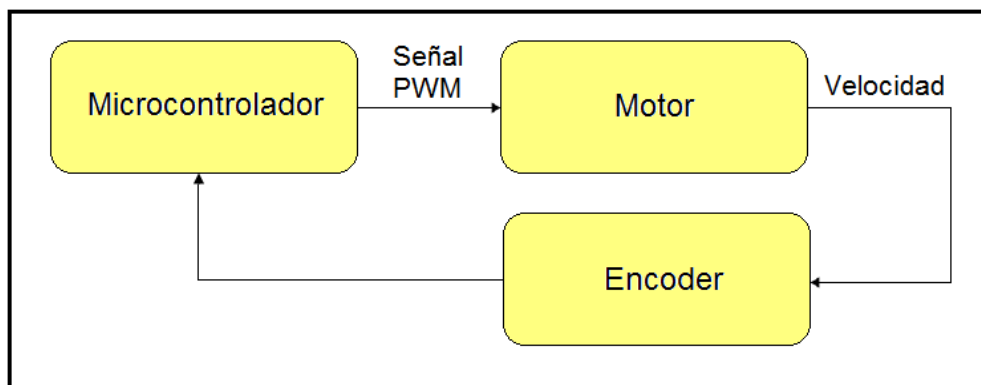 Microcontrolador
Señal
PWM
Motor
Velocidad
Encoder